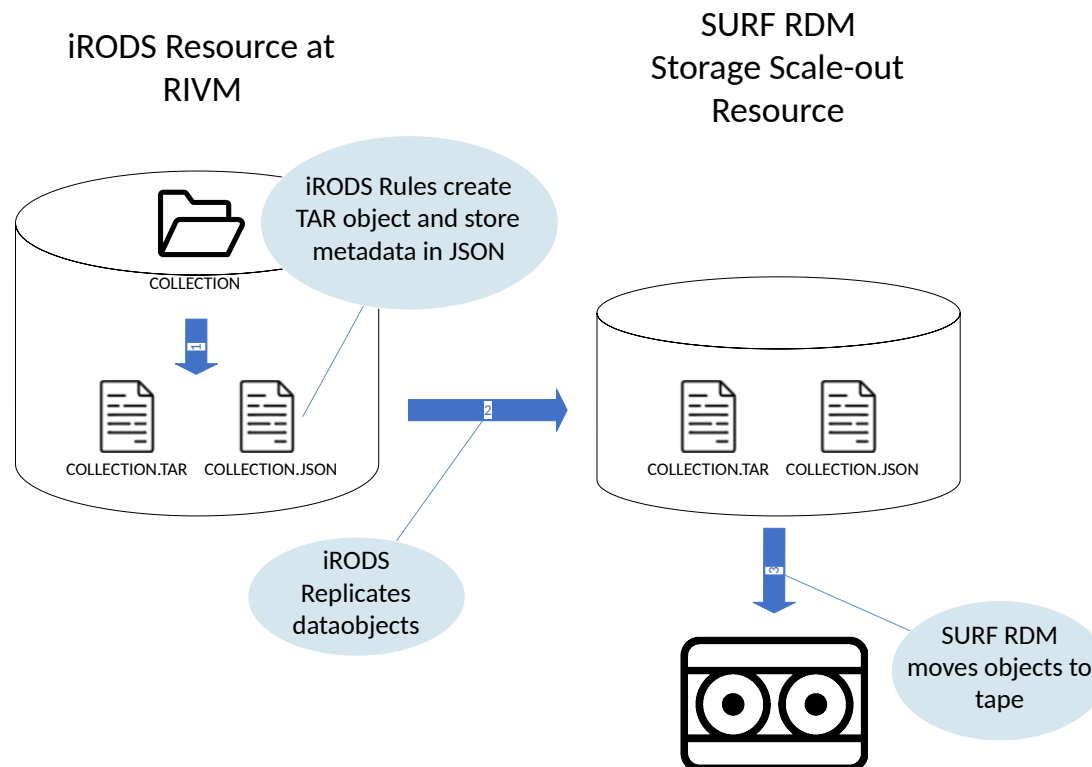 iRODS Resource at
RIVM
SURF RDM
Storage Scale-out
Resource
iRODS Rules create
TAR object and store
metadata in JSON
COLLECTION
1
COLLECTION.TAR
COLLECTION.JSON
2
COLLECTION.TAR
COLLECTION.JSON
iRODS
Replicates
dataobjects
3
SURF RDM
moves objects to
tape